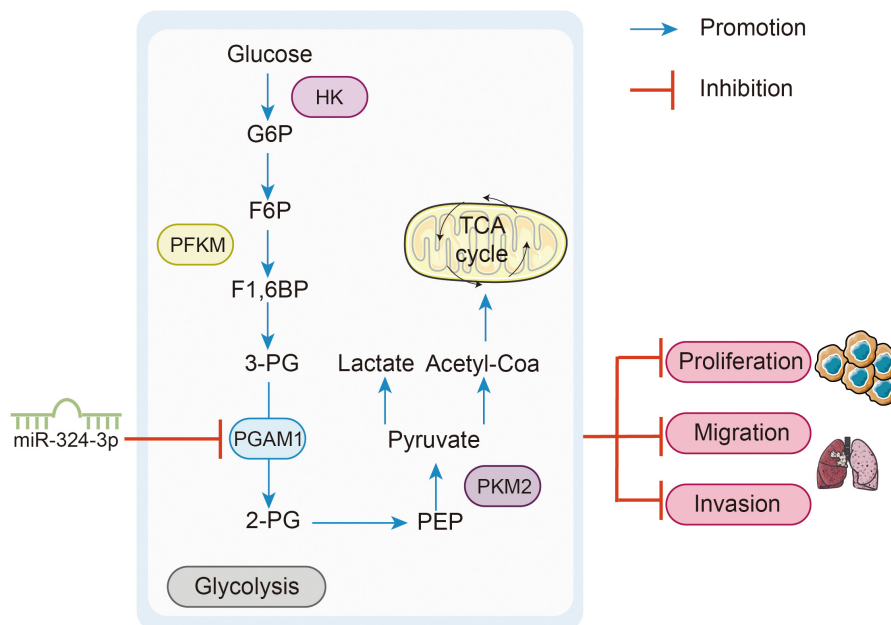 Glucose
HK
G6P
F6P
PFKM
F1,6BP
3-PG
miR-324-3p
PGAM1
2-PG
PEP
PKM2
Pyruvate
Lactate
Acetyl-Coa
TCA
cycle
Glycolysis
Promotion
Inhibition
Proliferation
Migration
Invasion